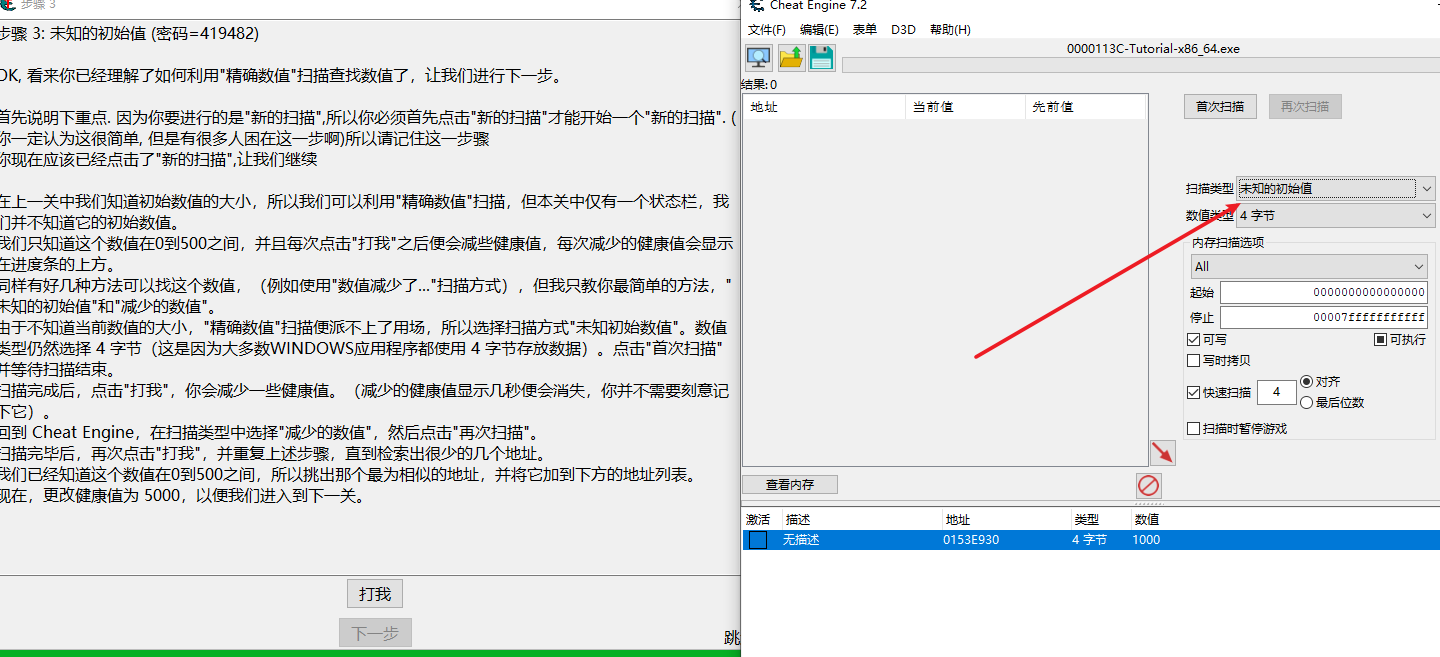 步骤 3
步骤 3: 未知的初始值 (密码=419482)
OK, 看来你已经理解了如何利用"精确数值"扫描查找数值了，让我们进行下一步。
首先说明下重点. 因为你要进行的是"新的扫描",所以你必须首先点击"新的扫描"才能开始一个"新的扫描". (
你一定认为这很简单, 但是有很多人困在这一步啊)所以请记住这一步骤
你现在应该已经点击了"新的扫描",让我们继续
在上一关中我们知道初始数值的大小，所以我们可以利用"精确数值"扫描，但本关中仅有一个状态栏，我
们并不知道它的初始数值。
我们只知道这个数值在0到500之间，并且每次点击"打我"之后便会减些健康值，每次减少的健康值会显示
在进度条的上方。
同样有好几种方法可以找这个数值，（例如使用"数值减少了..."扫描方式），但我只教你最简单的方法，"
未知的初始值"和"减少的数值"。
由于不知道当前数值的大小，"精确数值"扫描便派不上了用场，所以选择扫描方式"未知初始数值"。数值
类型仍然选择 4 字节（这是因为大多数WINDOWS应用程序都使用 4 字节存放数据）。点击"首次扫描"
并等待扫描结束。
扫描完成后，点击"打我"，你会减少一些健康值。（减少的健康值显示几秒便会消失，你并不需要刻意记
下它）。
回到 Cheat Engine，在扫描类型中选择"减少的数值"，然后点击"再次扫描"。
扫描完毕后，再次点击"打我"，并重复上述步骤，直到检索出很少的几个地址。
我们已经知道这个数值在0到500之间，所以挑出那个最为相似的地址，并将它加到下方的地址列表。
现在，更改健康值为 5000，以便我们进入到下一关。
打我
下一步
跳
Cheat Engine 7.2
文件(F) 编辑(E) 表单 D3D 帮助(H)
0000113C-Tutorial-x86_64.exe
结果: 0
地址 当前值 先前值
首次扫描 再次扫描
扫描类型 未知的初始值
数值类型 4 字节
内存扫描选项
All
起始 0000000000000000
停止 00007fffffffffff
可写 可执行
写时拷贝
快速扫描 4 对齐
最后位数
扫描时暂停游戏
查看内存
激活 描述 地址 类型 数值
无描述 0153E930 4 字节 1000